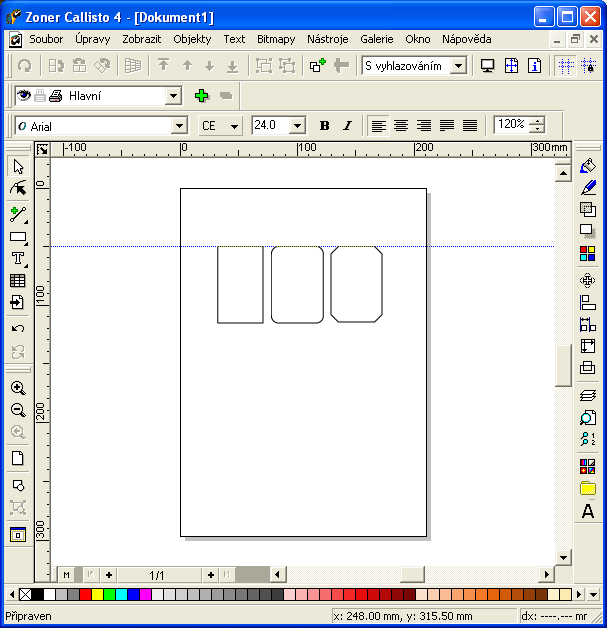 Zoner Callisto 4 - [Dokument1]
Soubor Úpravy Zobrazit Objekty Text Bitmapy Nástroje Galerie Okno Nápověda
S vyhlazováním
Hlavní
O Arial CE 24.0 B I 120%
-100 0 100 200 300mm
0
100
200
300
T
1
2
A
M 1/1
Připraven x: 248.00 mm, y: 315.50 mm dx: ----.-- mr